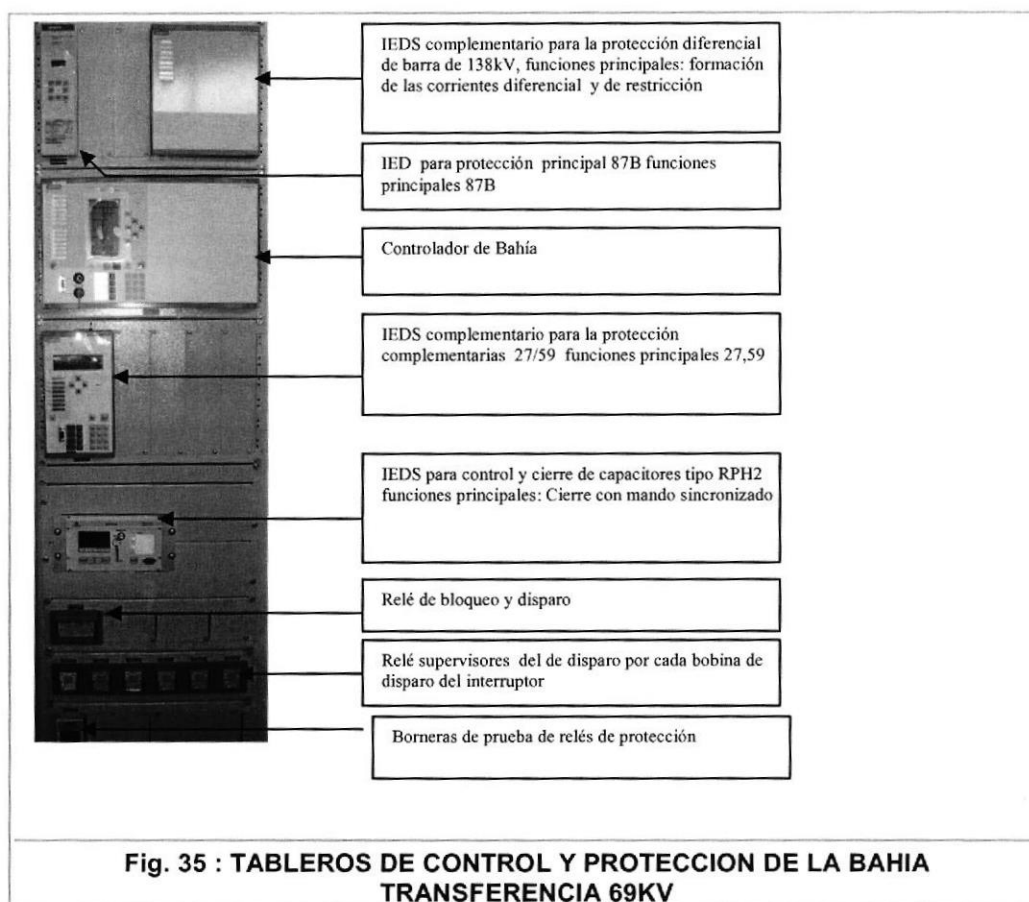 IEDS complementario para la protección diferencial
de barra de 138kV, funciones principales: formación
de las corrientes diferencial y de restricción
IED para protección principal 87B funciones
principales 87B
Controlador de Bahía
IEDS complementario para la protección
complementarias 27/59 funciones principales 27,59
IEDS para control y cierre de capacitores tipo RPH2
funciones principales: Cierre con mando sincronizado
Relé de bloqueo y disparo
Relé supervisores del de disparo por cada bobina de
disparo del interruptor
Borneras de prueba de relés de protección
Fig. 35 : TABLEROS DE CONTROL Y PROTECCION DE LA BAHIA
TRANSFERENCIA 69KV